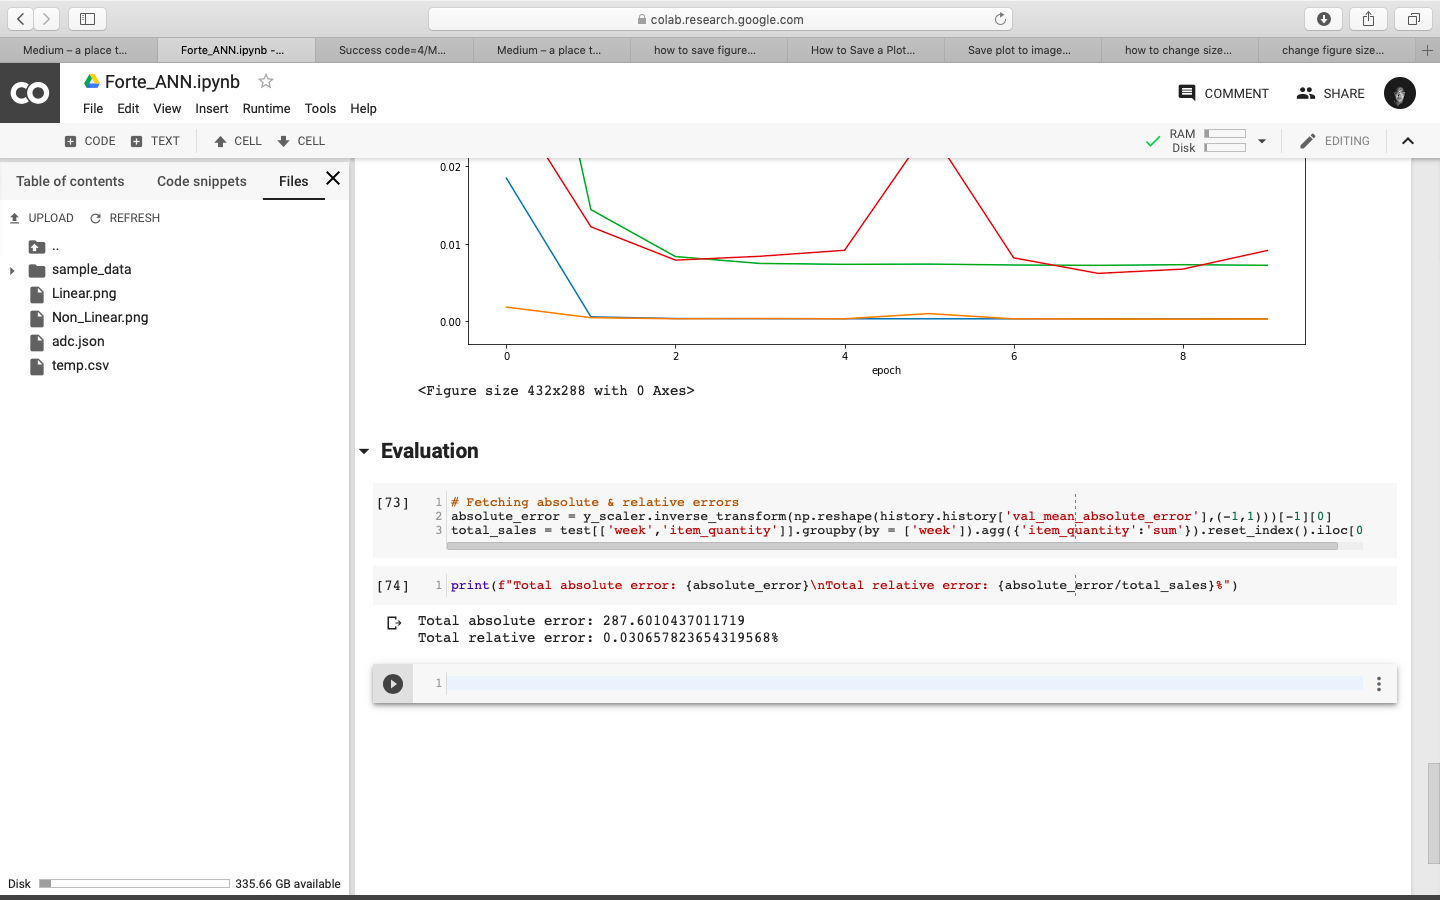 colab.research.google.com
Medium – a place t...
Forte_ANN.ipynb -...
Success code=4/M...
Medium – a place t...
how to save figure...
How to Save a Plot...
Save plot to image...
how to change size...
change figure size...
CO
Forte_ANN.ipynb
File Edit View Insert Runtime Tools Help
COMMENT
SHARE
CODE
TEXT
CELL
CELL
RAM
Disk
EDITING
Table of contents
Code snippets
Files
UPLOAD
REFRESH
..
sample_data
Linear.png
Non_Linear.png
adc.json
temp.csv
Disk
335.66 GB available
0.02
0.01
0.00
0 2 4 6 8
epoch
<Figure size 432x288 with 0 Axes>
Evaluation
[73]
1 # Fetching absolute & relative errors
2 absolute_error = y_scaler.inverse_transform(np.reshape(history.history['val_mean_absolute_error'],(-1,1)))[-1][0]
3 total_sales = test[['week','item_quantity']].groupby(by = ['week']).agg({'item_quantity':'sum'}).reset_index().iloc[0
[74]
1 print(f"Total absolute error: {absolute_error}\nTotal relative error: {absolute_error/total_sales}%")
Total absolute error: 287.6010437011719
Total relative error: 0.030657823654319568%
1